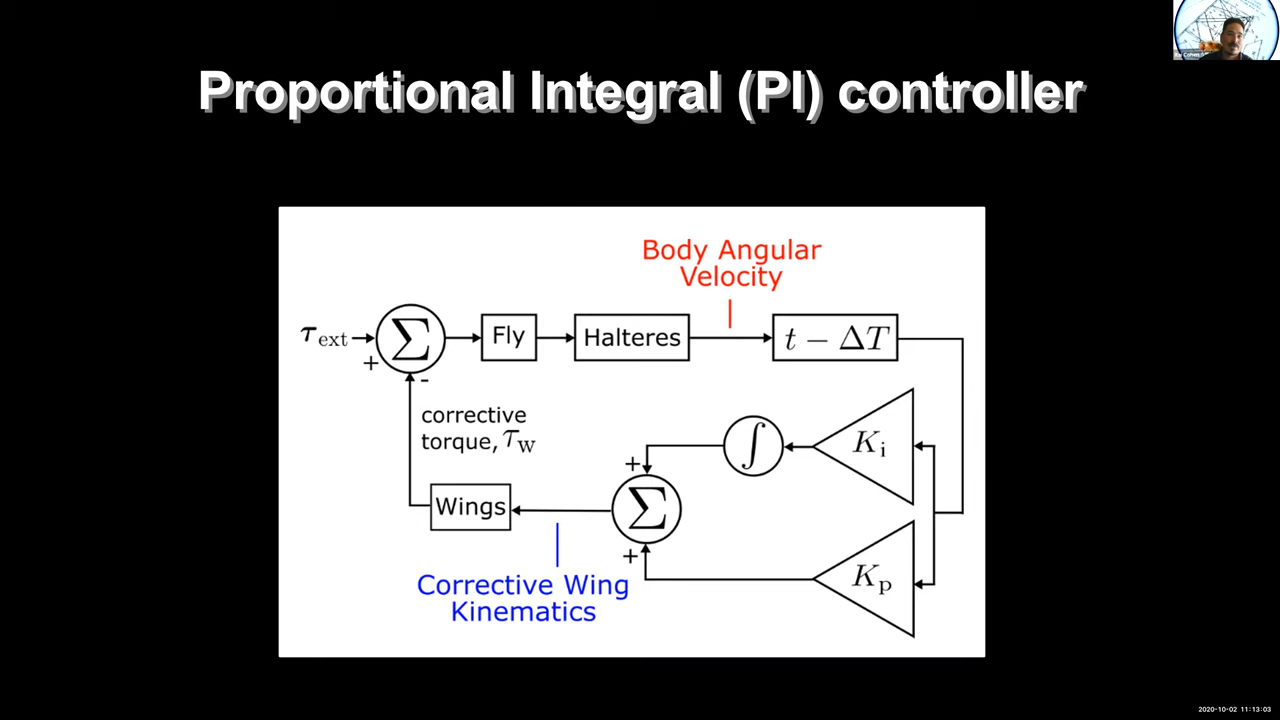 Proportional Integral (PI) controller
Body Angular
Velocity
τext
+
Σ
-
Fly
Halteres
t − ΔT
corrective
torque, τW
Ki
∫
+
Σ
+
Wings
Kp
Corrective Wing
Kinematics
2020-10-02 11:13:03